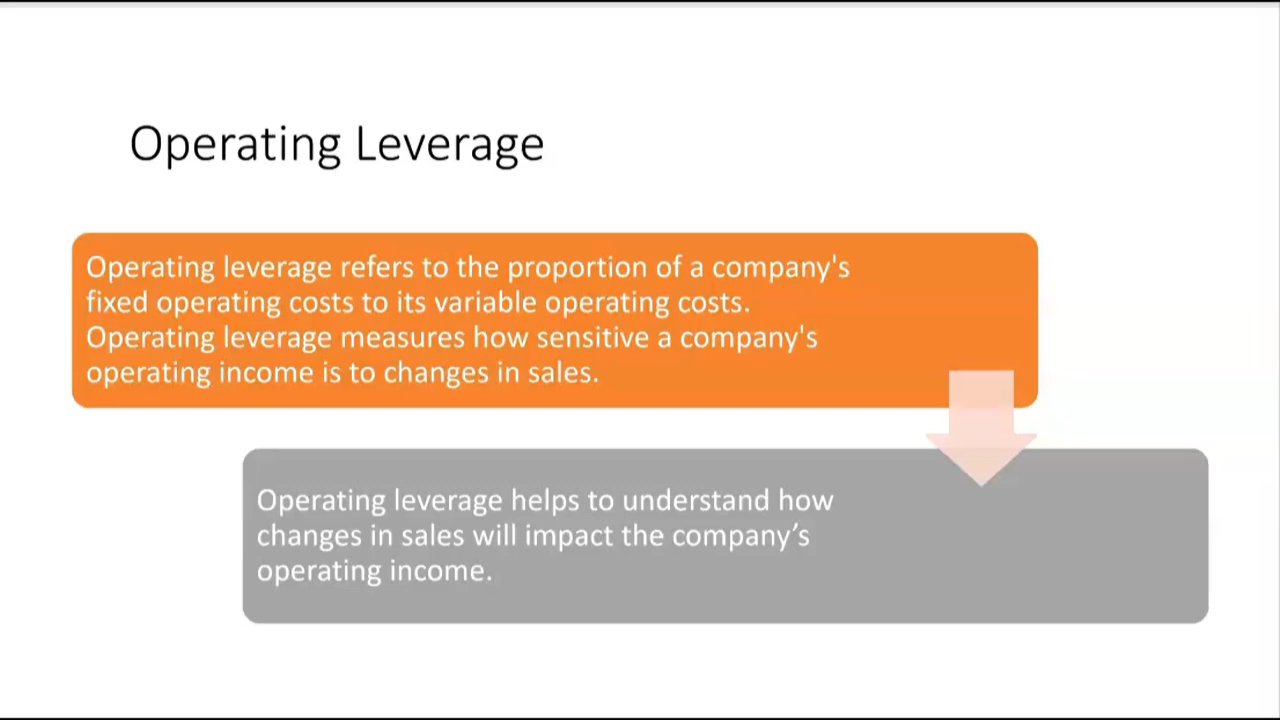 Operating Leverage
Operating leverage refers to the proportion of a company's
fixed operating costs to its variable operating costs.
Operating leverage measures how sensitive a company's
operating income is to changes in sales.
Operating leverage helps to understand how
changes in sales will impact the company’s
operating income.